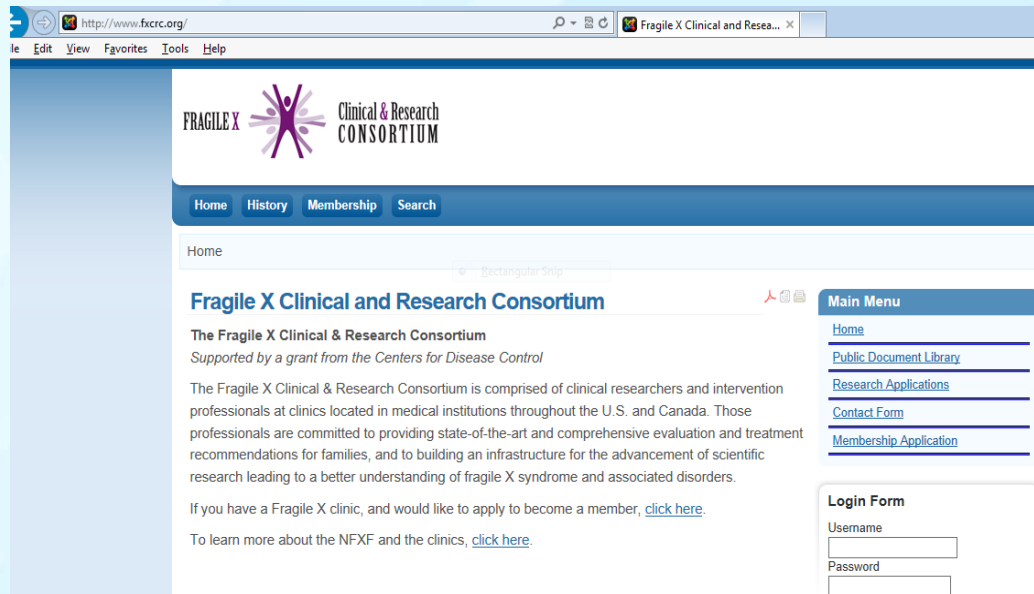 http://www.fxcrc.org/
Fragile X Clinical and Resea...
Edit View Favorites Tools Help
FRAGILE X
Clinical & Research
CONSORTIUM
Home History Membership Search
Home
Rectangular Snip
Fragile X Clinical and Research Consortium
The Fragile X Clinical & Research Consortium
Supported by a grant from the Centers for Disease Control
The Fragile X Clinical & Research Consortium is comprised of clinical researchers and intervention
professionals at clinics located in medical institutions throughout the U.S. and Canada. Those
professionals are committed to providing state-of-the-art and comprehensive evaluation and treatment
recommendations for families, and to building an infrastructure for the advancement of scientific
research leading to a better understanding of fragile X syndrome and associated disorders.
If you have a Fragile X clinic, and would like to apply to become a member, click here.
To learn more about the NFXF and the clinics, click here.
Main Menu
Home
Public Document Library
Research Applications
Contact Form
Membership Application
Login Form
Username
Password